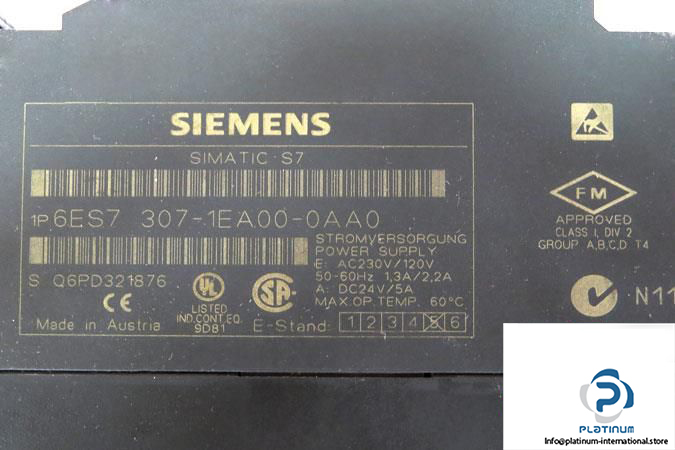 SIEMENS
SIMATIC S7
1P 6ES7 307-1EA00-0AA0
STROMVERSORGUNG
POWER SUPPLY
E: AC230V/120V
50-60Hz 1,3A/2,2A
A: DC24V/5A
MAX.OP.TEMP. 60°C
S Q6PD321876
CE
Made in Austria
UL
LISTED
IND.CONT.EQ.
9D81
SA
E-Stand: 1 2 3 4 5 6
FM
APPROVED
CLASS I, DIV 2
GROUP A,B,C,D T4
N11
PLATINUM
Info@platinum-international.store